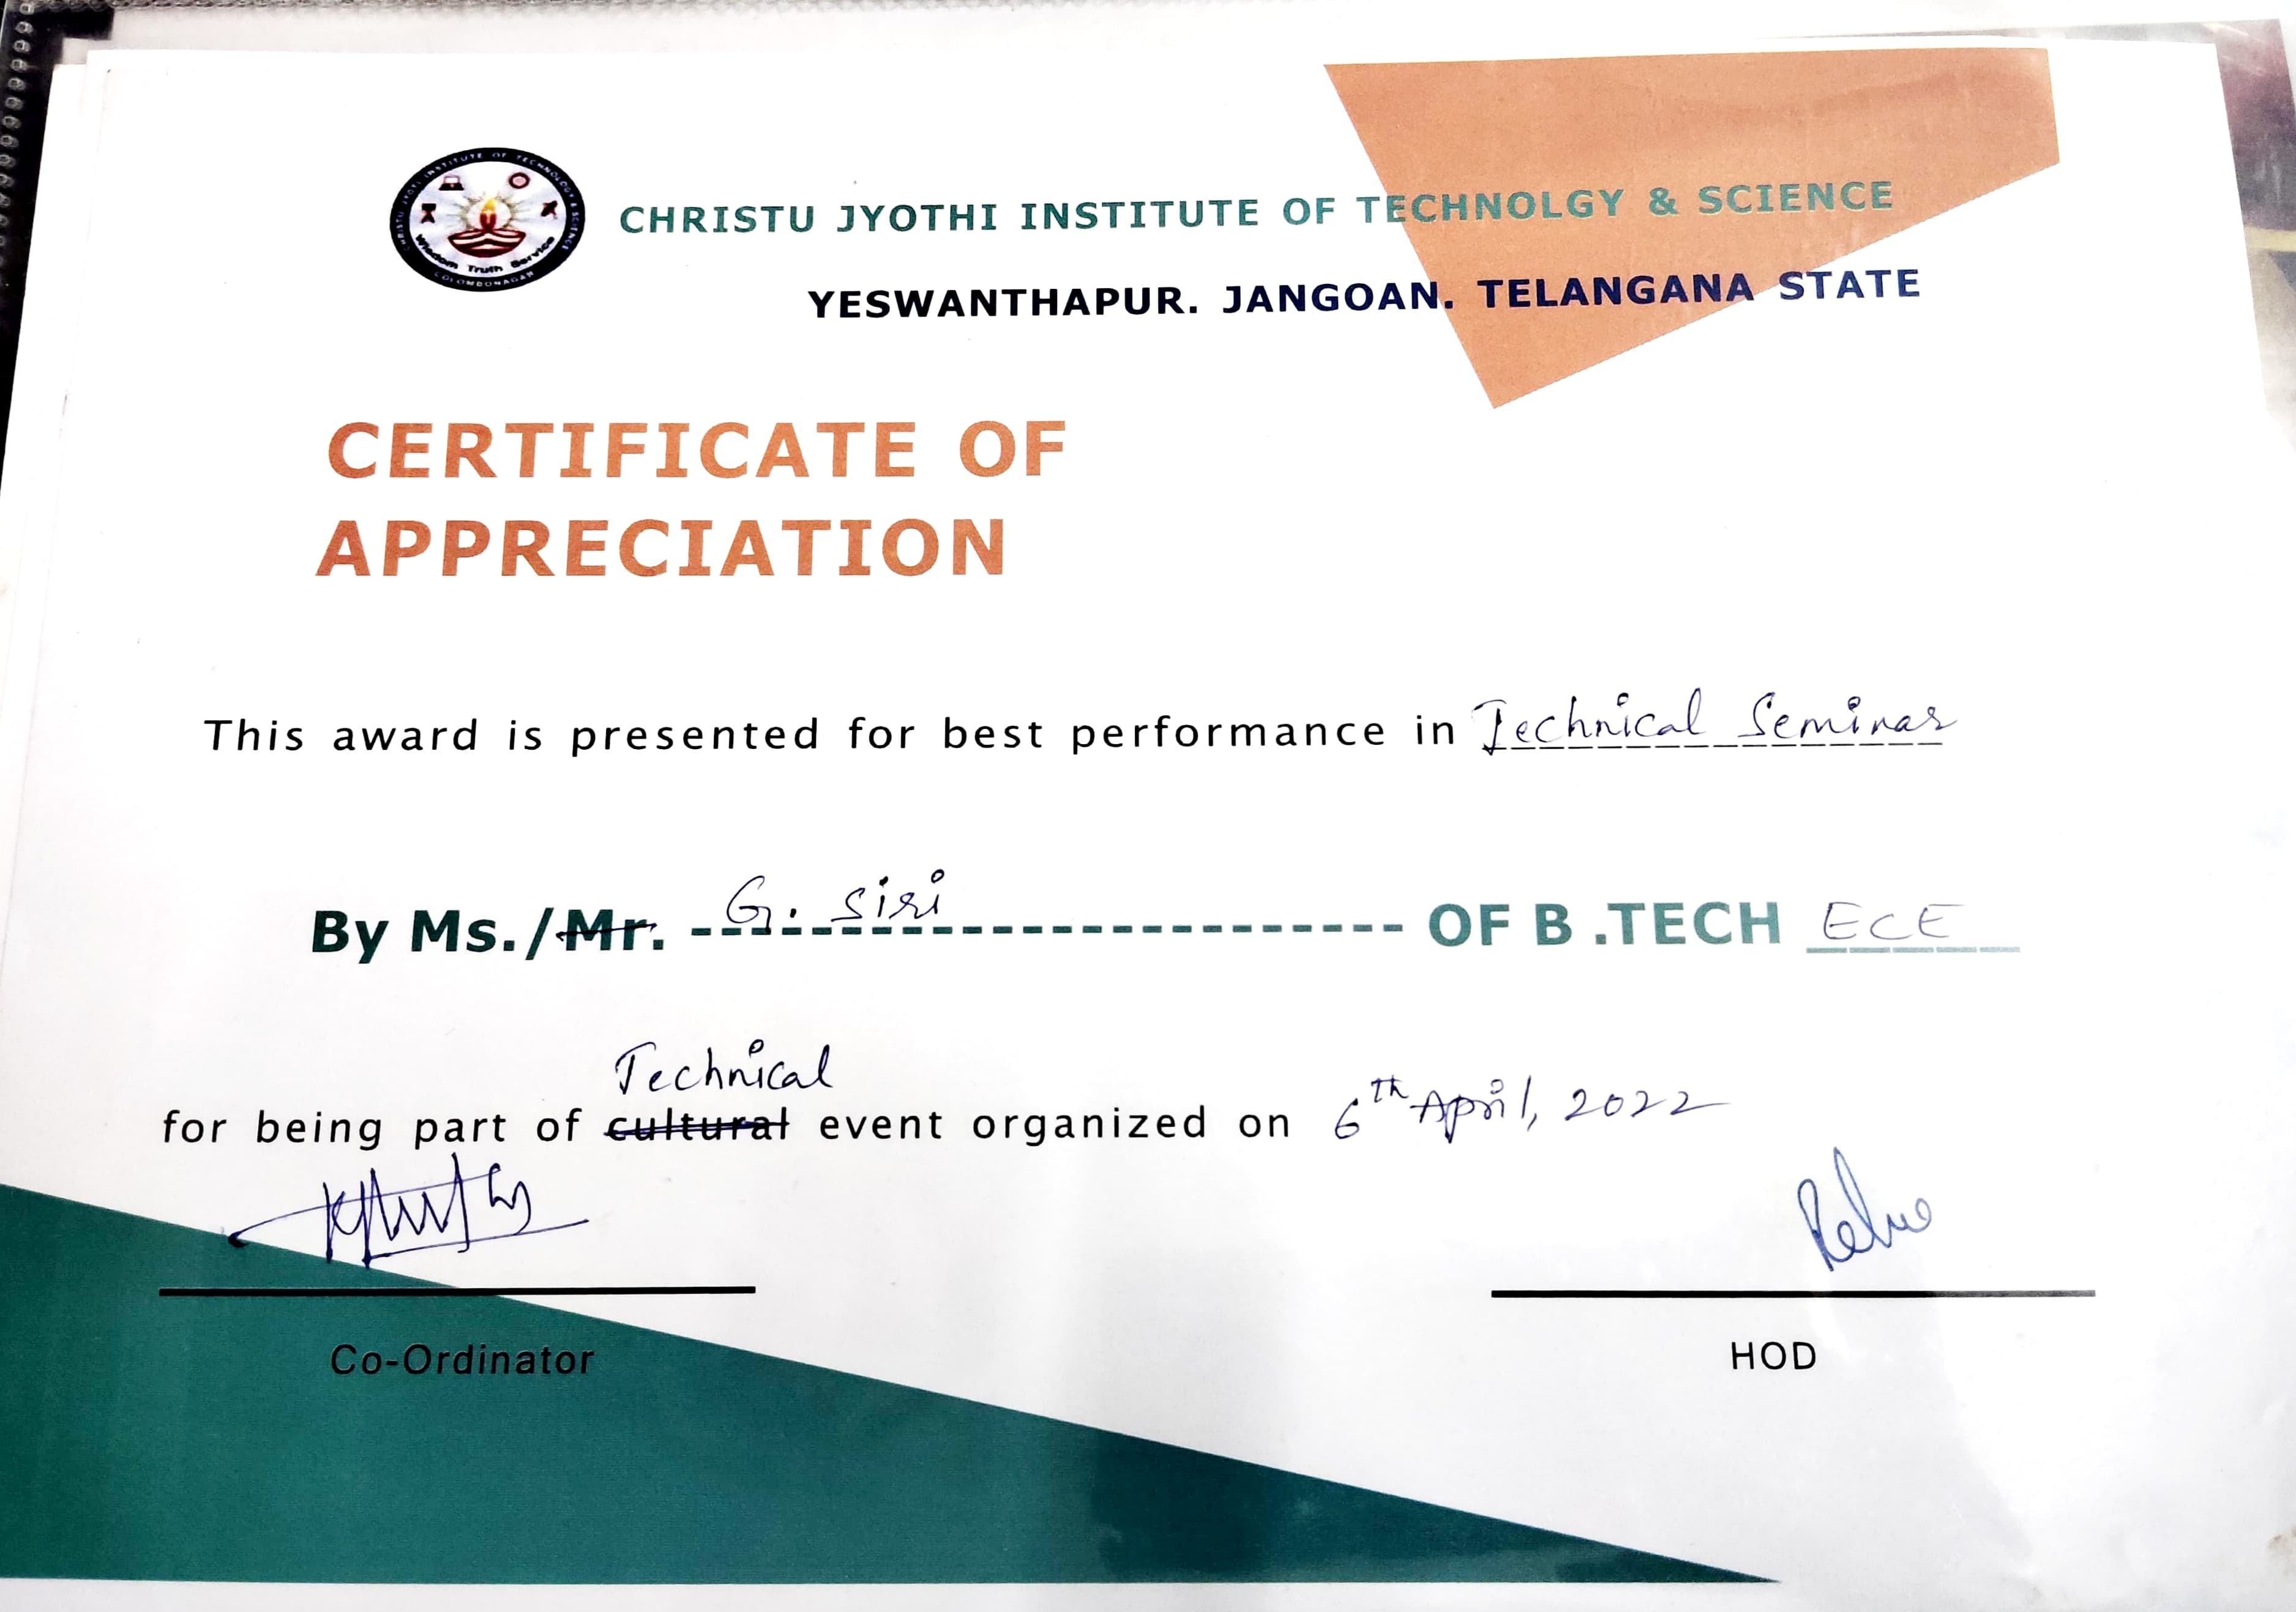 CHRISTU JYOTHI INSTITUTE OF TECHNOLOGY & SCIENCE
Wisdom Truth Service
COLOMBONAGAR
CHRISTU JYOTHI INSTITUTE OF TECHNOLGY & SCIENCE
YESWANTHAPUR. JANGOAN. TELANGANA STATE
CERTIFICATE OF
APPRECIATION
This award is presented for best performance in Technical Seminar
By Ms./Mr. G. Siri OF B .TECH ECE
Technical
for being part of cultural event organized on 6th April, 2022
Co-Ordinator
HOD